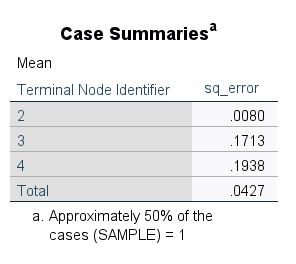 Case Summariesa
Mean
Terminal Node Identifier sq_error
2 .0080
3 .1713
4 .1938
Total .0427
a. Approximately 50% of the
cases (SAMPLE) = 1